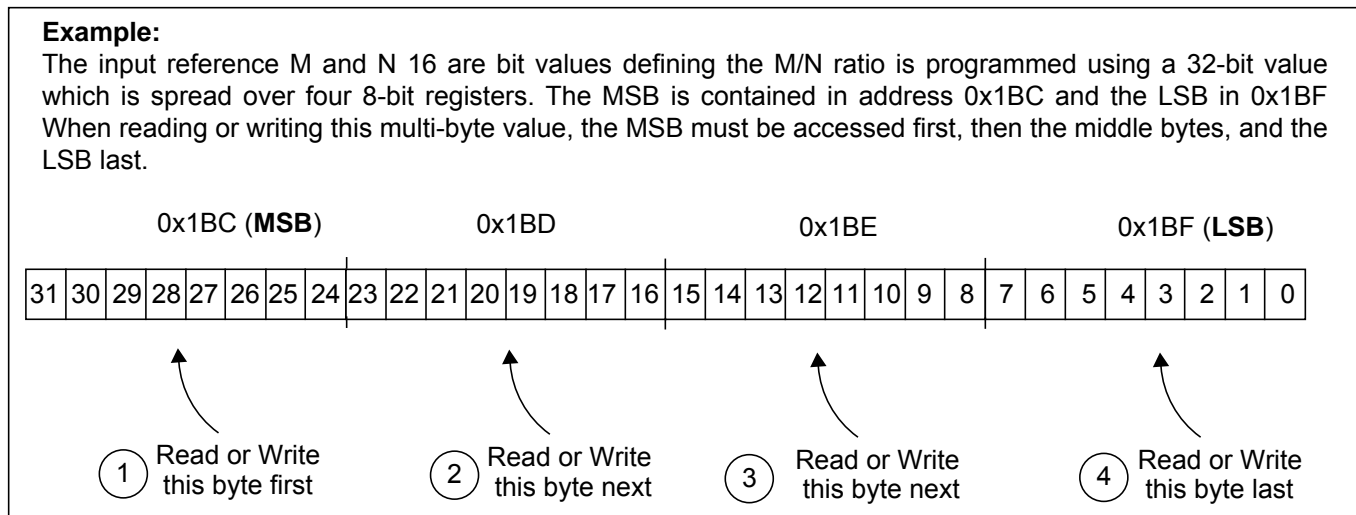 Example:
The input reference M and N 16 are bit values defining the M/N ratio is programmed using a 32-bit value
which is spread over four 8-bit registers. The MSB is contained in address 0x1BC and the LSB in 0x1BF
When reading or writing this multi-byte value, the MSB must be accessed first, then the middle bytes, and the
LSB last.
0x1BC (MSB) 0x1BD 0x1BE 0x1BF (LSB)
31 30 29 28 27 26 25 24 23 22 21 20 19 18 17 16 15 14 13 12 11 10 9 8 7 6 5 4 3 2 1 0
1 Read or Write
this byte first
2 Read or Write
this byte next
3 Read or Write
this byte next
4 Read or Write
this byte last